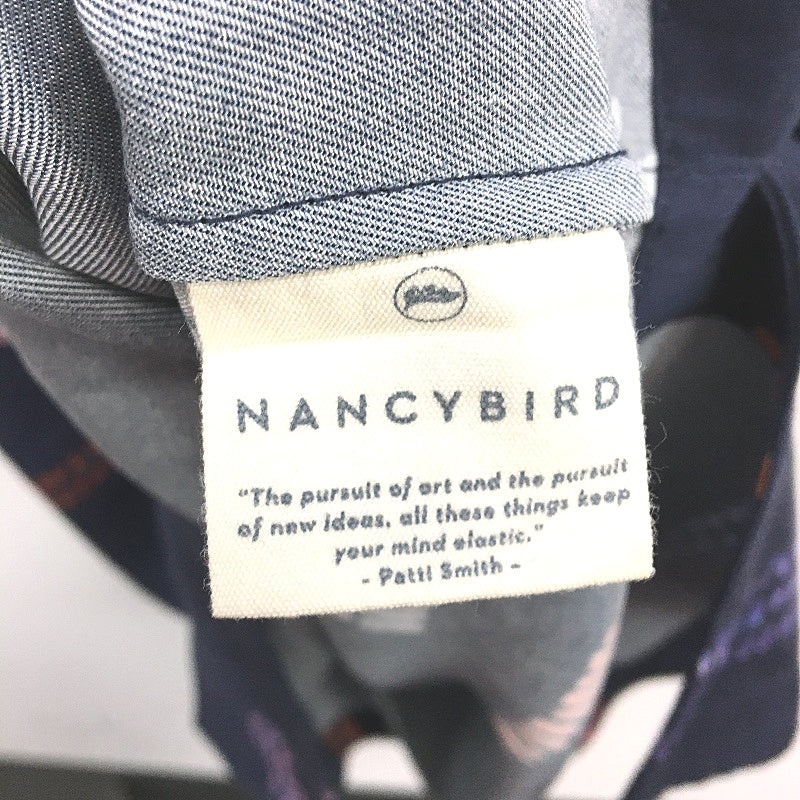 NANCYBIRD
"The pursuit of art and the pursuit
of new ideas, all these things keep
your mind elastic."
- Patti Smith -